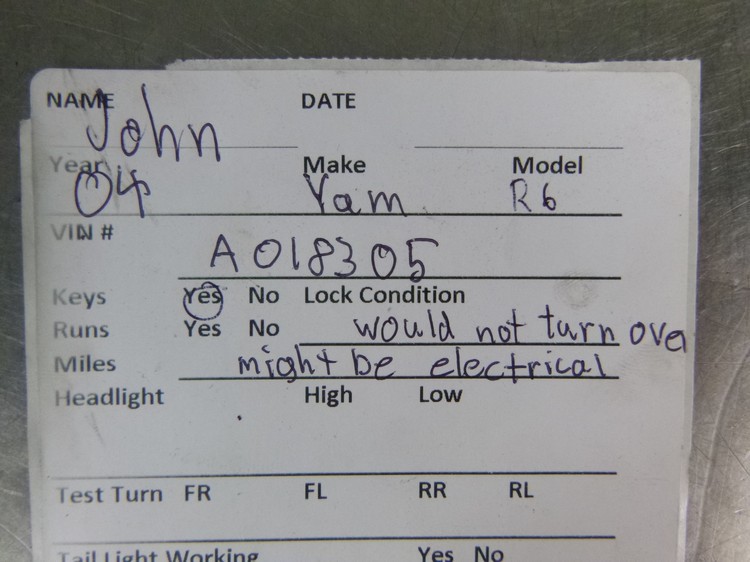 NAME John DATE
Year Make Model
04 Yam R6
VIN # A018305
Keys Yes No Lock Condition
Runs Yes No would not turn over
Miles might be electrical
Headlight High Low
Test Turn FR FL RR RL
Tail Light Working Yes No